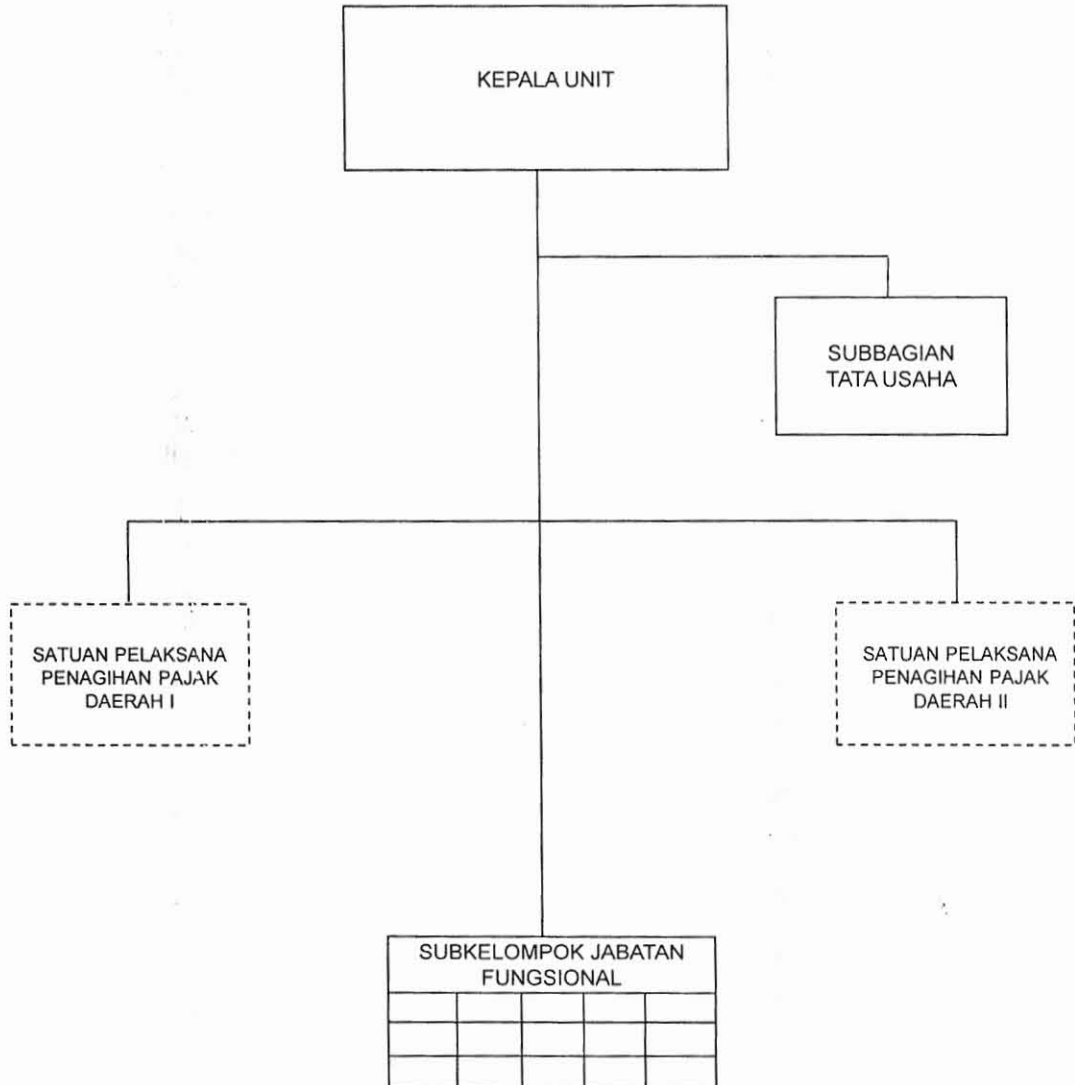 KEPALA UNIT
SUBBAGIAN
TATA USAHA
SATUAN PELAKSANA
PENAGIHAN PAJAK
DAERAH I
SATUAN PELAKSANA
PENAGIHAN PAJAK
DAERAH II
SUBKELOMPOK JABATAN
FUNGSIONAL